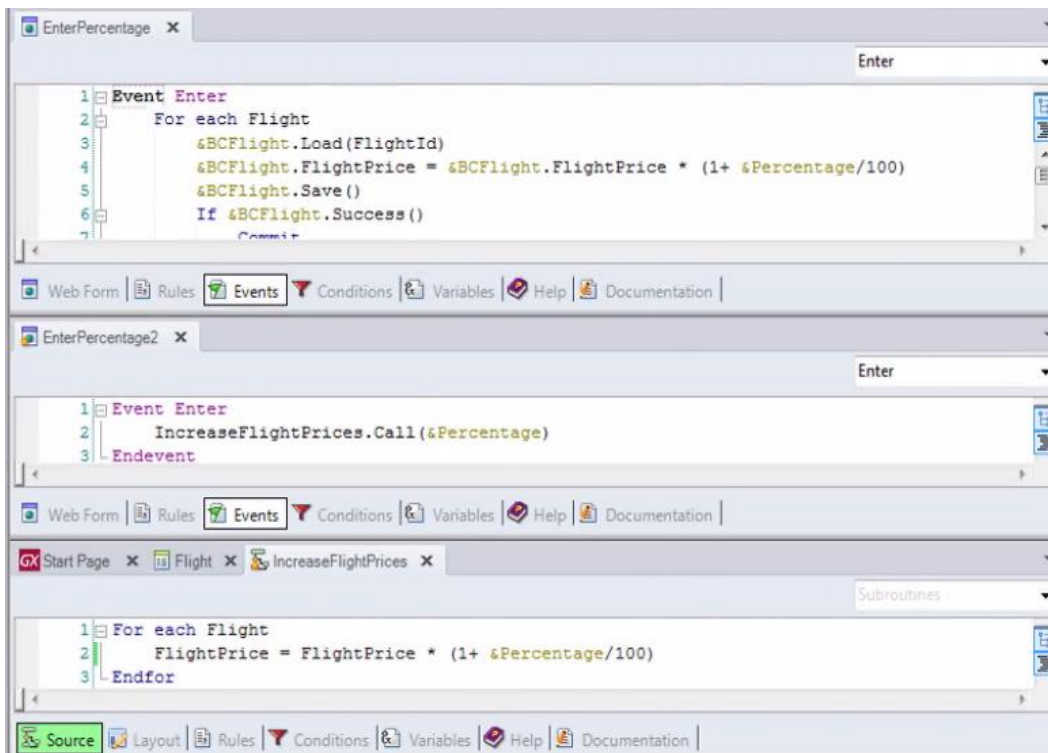 EnterPercentage
Enter
1 Event Enter
2 For each Flight
3 &BCFlight.Load(FlightId)
4 &BCFlight.FlightPrice = &BCFlight.FlightPrice * (1+ &Percentage/100)
5 &BCFlight.Save()
6 If &BCFlight.Success()
7 Commit
Web Form Rules Events Conditions Variables Help Documentation
EnterPercentage2
Enter
1 Event Enter
2 IncreaseFlightPrices.Call(&Percentage)
3 Endevent
Web Form Rules Events Conditions Variables Help Documentation
GX Start Page Flight IncreaseFlightPrices
Subroutines
1 For each Flight
2 FlightPrice = FlightPrice * (1+ &Percentage/100)
3 Endfor
Source Layout Rules Conditions Variables Help Documentation